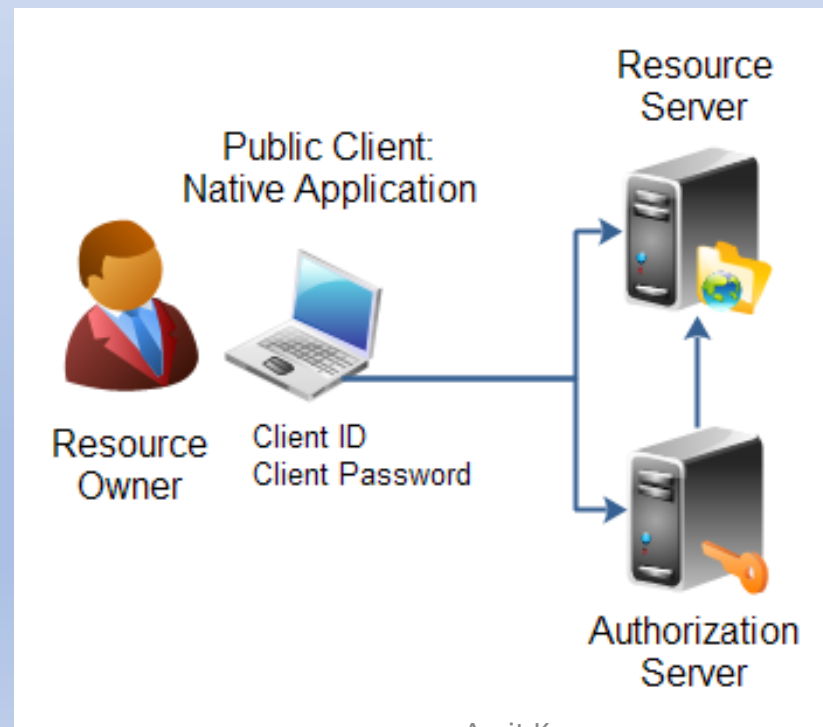 Resource
Server
Public Client:
Native Application
Resource
Owner
Client ID
Client Password
Authorization
Server